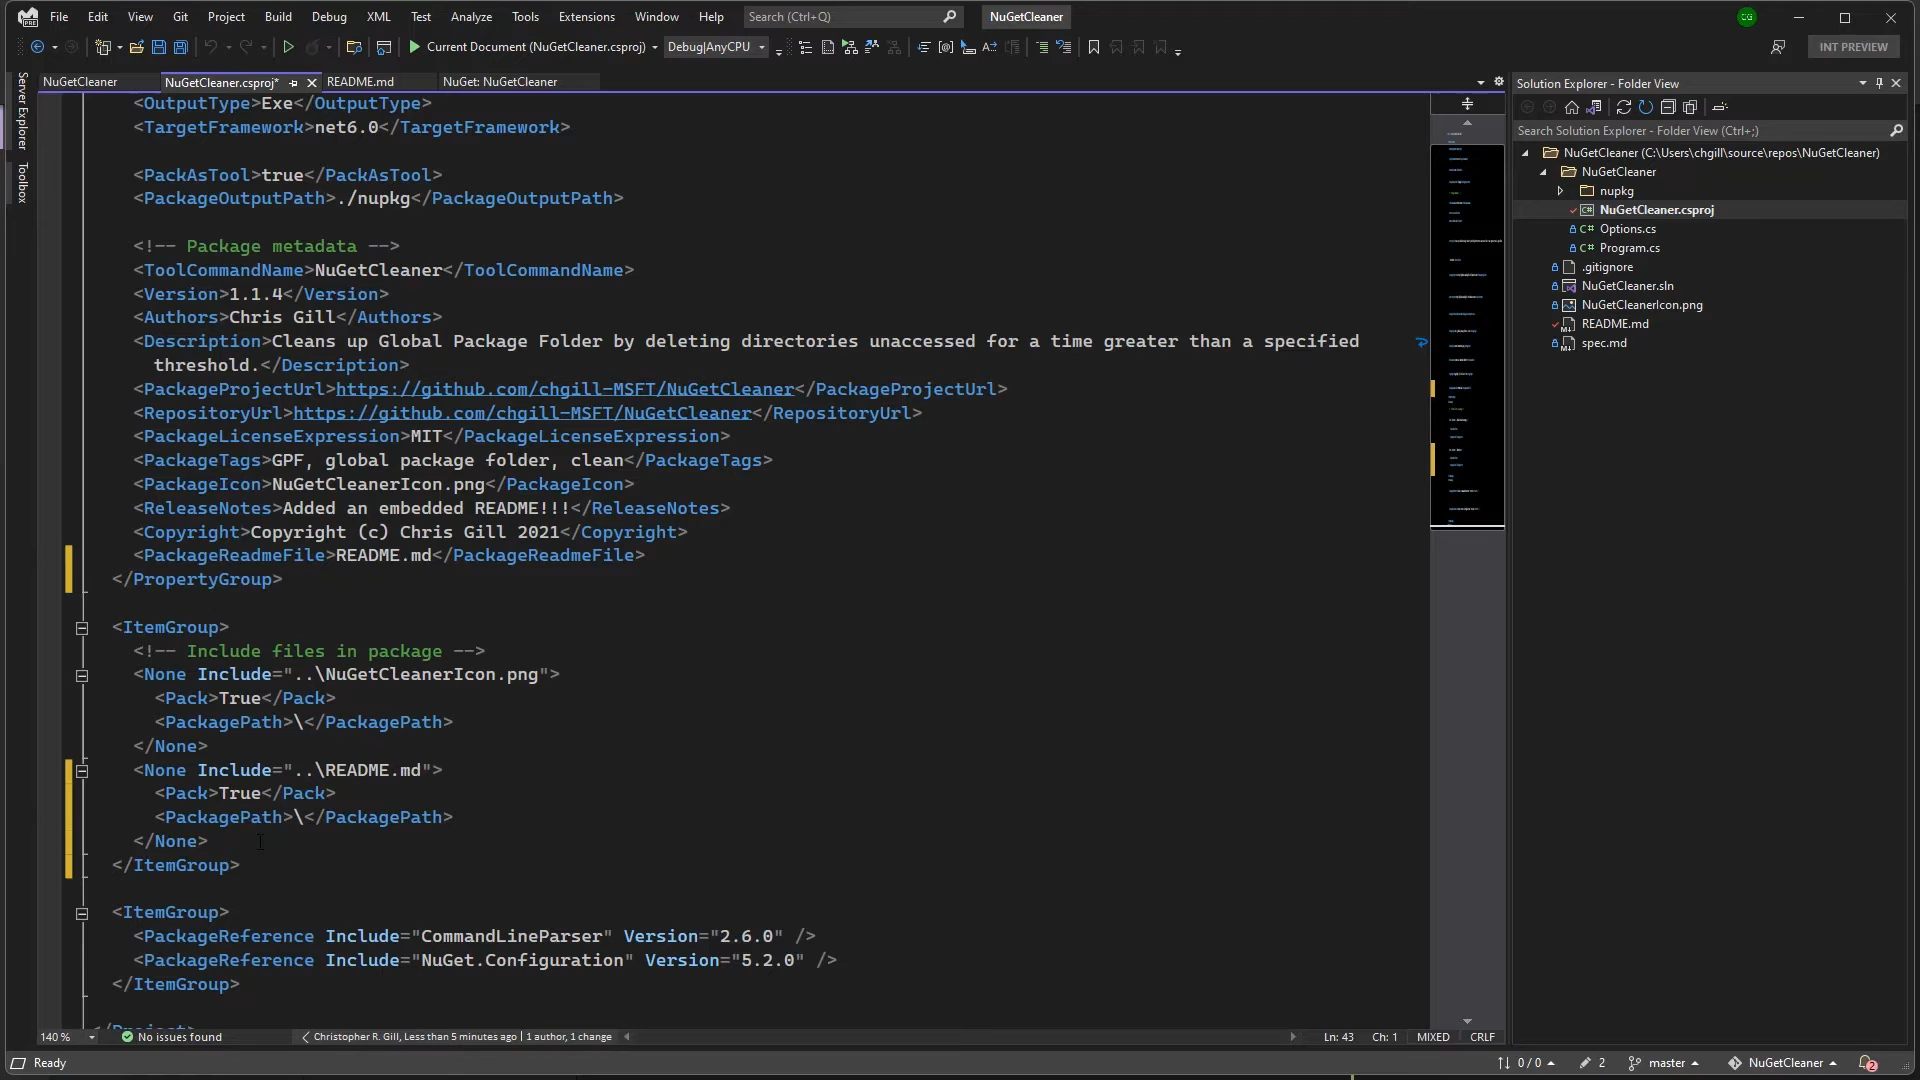 File Edit View Git Project Build Debug XML Test Analyze Tools Extensions Window Help Search (Ctrl+Q) NuGetCleaner CG
Current Document (NuGetCleaner.csproj) Debug|AnyCPU INT PREVIEW
Server Explorer
Toolbox
NuGetCleaner NuGetCleaner.csproj* README.md NuGet: NuGetCleaner
<OutputType>Exe</OutputType>
<TargetFramework>net6.0</TargetFramework>
<PackAsTool>true</PackAsTool>
<PackageOutputPath>./nupkg</PackageOutputPath>
<!-- Package metadata -->
<ToolCommandName>NuGetCleaner</ToolCommandName>
<Version>1.1.4</Version>
<Authors>Chris Gill</Authors>
<Description>Cleans up Global Package Folder by deleting directories unaccessed for a time greater than a specified
threshold.</Description>
<PackageProjectUrl>https://github.com/chgill-MSFT/NuGetCleaner</PackageProjectUrl>
<RepositoryUrl>https://github.com/chgill-MSFT/NuGetCleaner</RepositoryUrl>
<PackageLicenseExpression>MIT</PackageLicenseExpression>
<PackageTags>GPF, global package folder, clean</PackageTags>
<PackageIcon>NuGetCleanerIcon.png</PackageIcon>
<ReleaseNotes>Added an embedded README!!!</ReleaseNotes>
<Copyright>Copyright (c) Chris Gill 2021</Copyright>
<PackageReadmeFile>README.md</PackageReadmeFile>
</PropertyGroup>
<ItemGroup>
<!-- Include files in package -->
<None Include="..\NuGetCleanerIcon.png">
<Pack>True</Pack>
<PackagePath>\</PackagePath>
</None>
<None Include="..\README.md">
<Pack>True</Pack>
<PackagePath>\</PackagePath>
</None>
</ItemGroup>
<ItemGroup>
<PackageReference Include="CommandLineParser" Version="2.6.0" />
<PackageReference Include="NuGet.Configuration" Version="5.2.0" />
</ItemGroup>
Solution Explorer - Folder View
Search Solution Explorer - Folder View (Ctrl+;)
NuGetCleaner (C:\Users\chgill\source\repos\NuGetCleaner)
NuGetCleaner
nupkg
NuGetCleaner.csproj
C# Options.cs
C# Program.cs
.gitignore
NuGetCleaner.sln
NuGetCleanerIcon.png
README.md
spec.md
140 % No issues found Christopher R. Gill, Less than 5 minutes ago | 1 author, 1 change Ln: 43 Ch: 1 MIXED CRLF
Ready 0 / 0 2 master NuGetCleaner 2